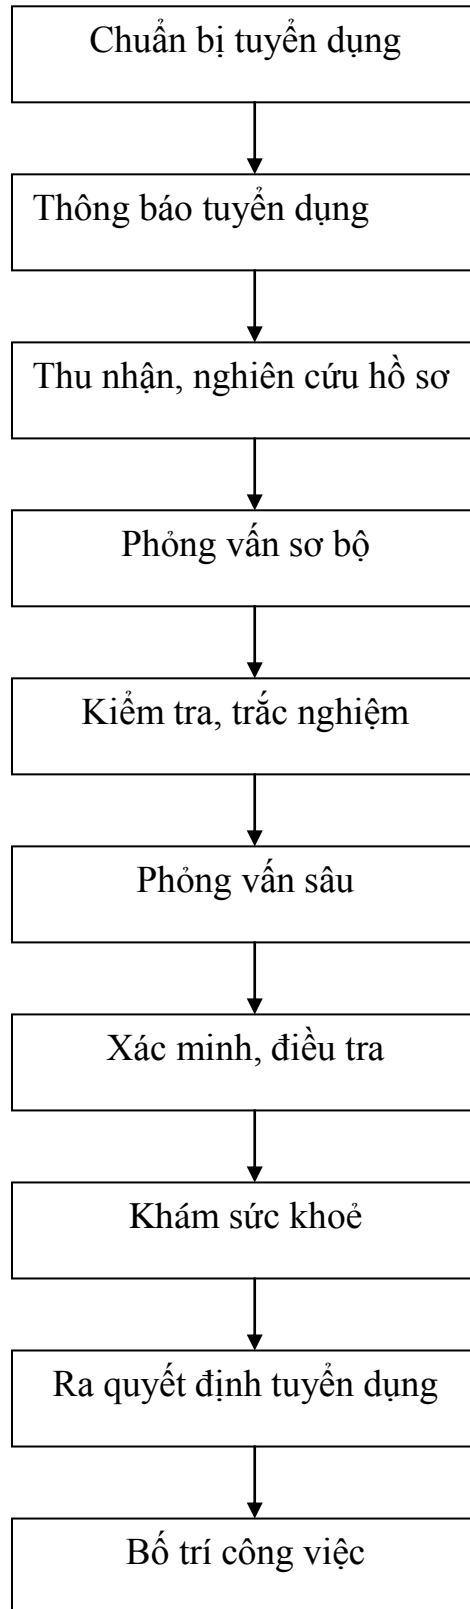 Chuẩn bị tuyển dụng
Thông báo tuyển dụng
Thu nhận, nghiên cứu hồ sơ
Phỏng vấn sơ bộ
Kiểm tra, trắc nghiệm
Phỏng vấn sâu
Xác minh, điều tra
Khám sức khoẻ
Ra quyết định tuyển dụng
Bố trí công việc